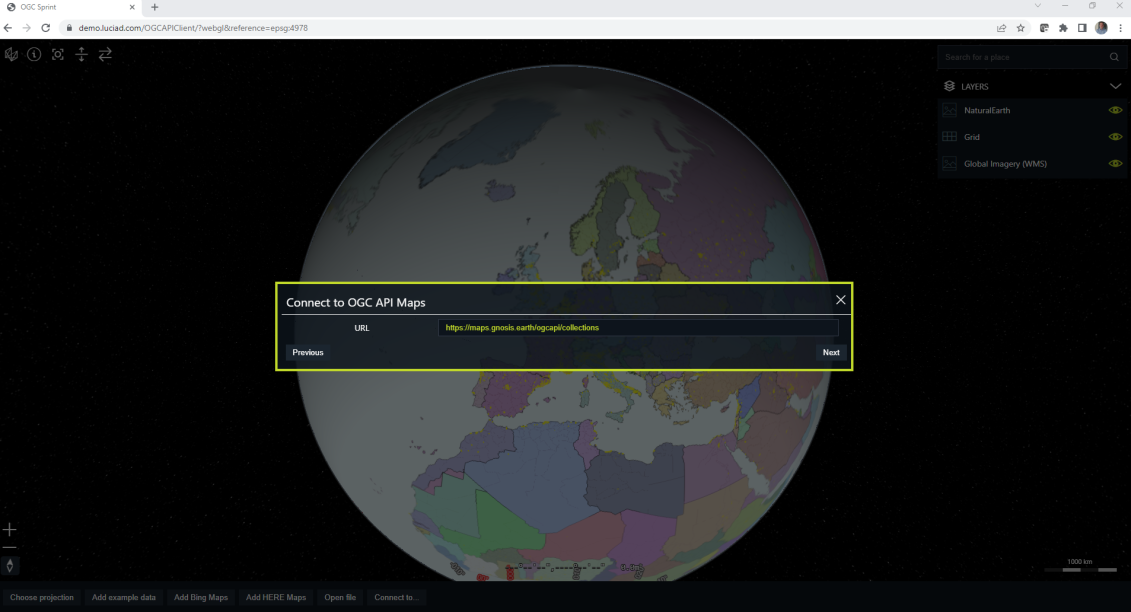 OGC Sprint
demo.luciad.com/OGCAPIClient/?webgl&reference=epsg:4978
Search for a place
LAYERS
NaturalEarth
Grid
Global Imagery (WMS)
Connect to OGC API Maps
URL https://maps.gnosis.earth/ogcapi/collections
Previous Next
1000 km
Choose projection Add example data Add Bing Maps Add HERE Maps Open file Connect to...